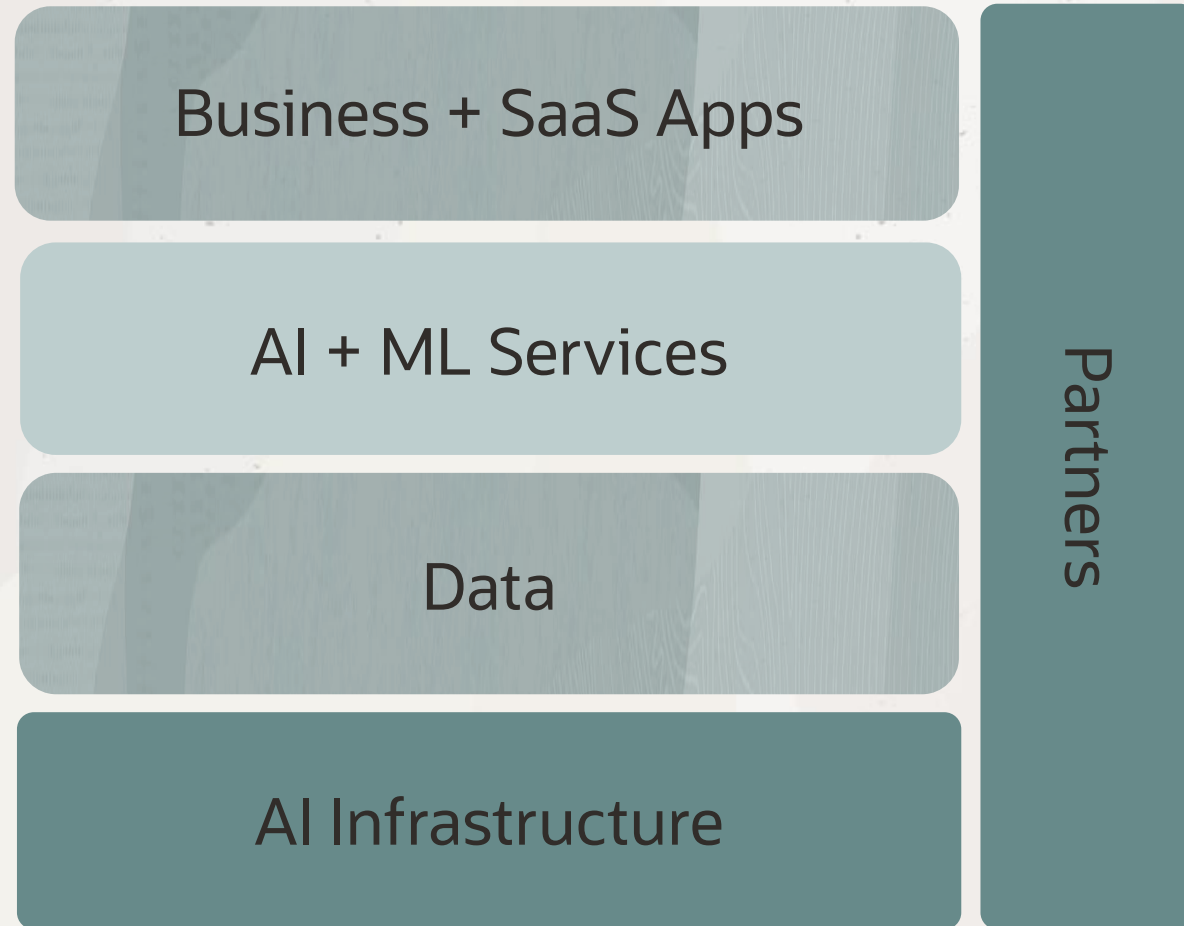 Business + SaaS Apps
AI + ML Services
Data
AI Infrastructure
Partners